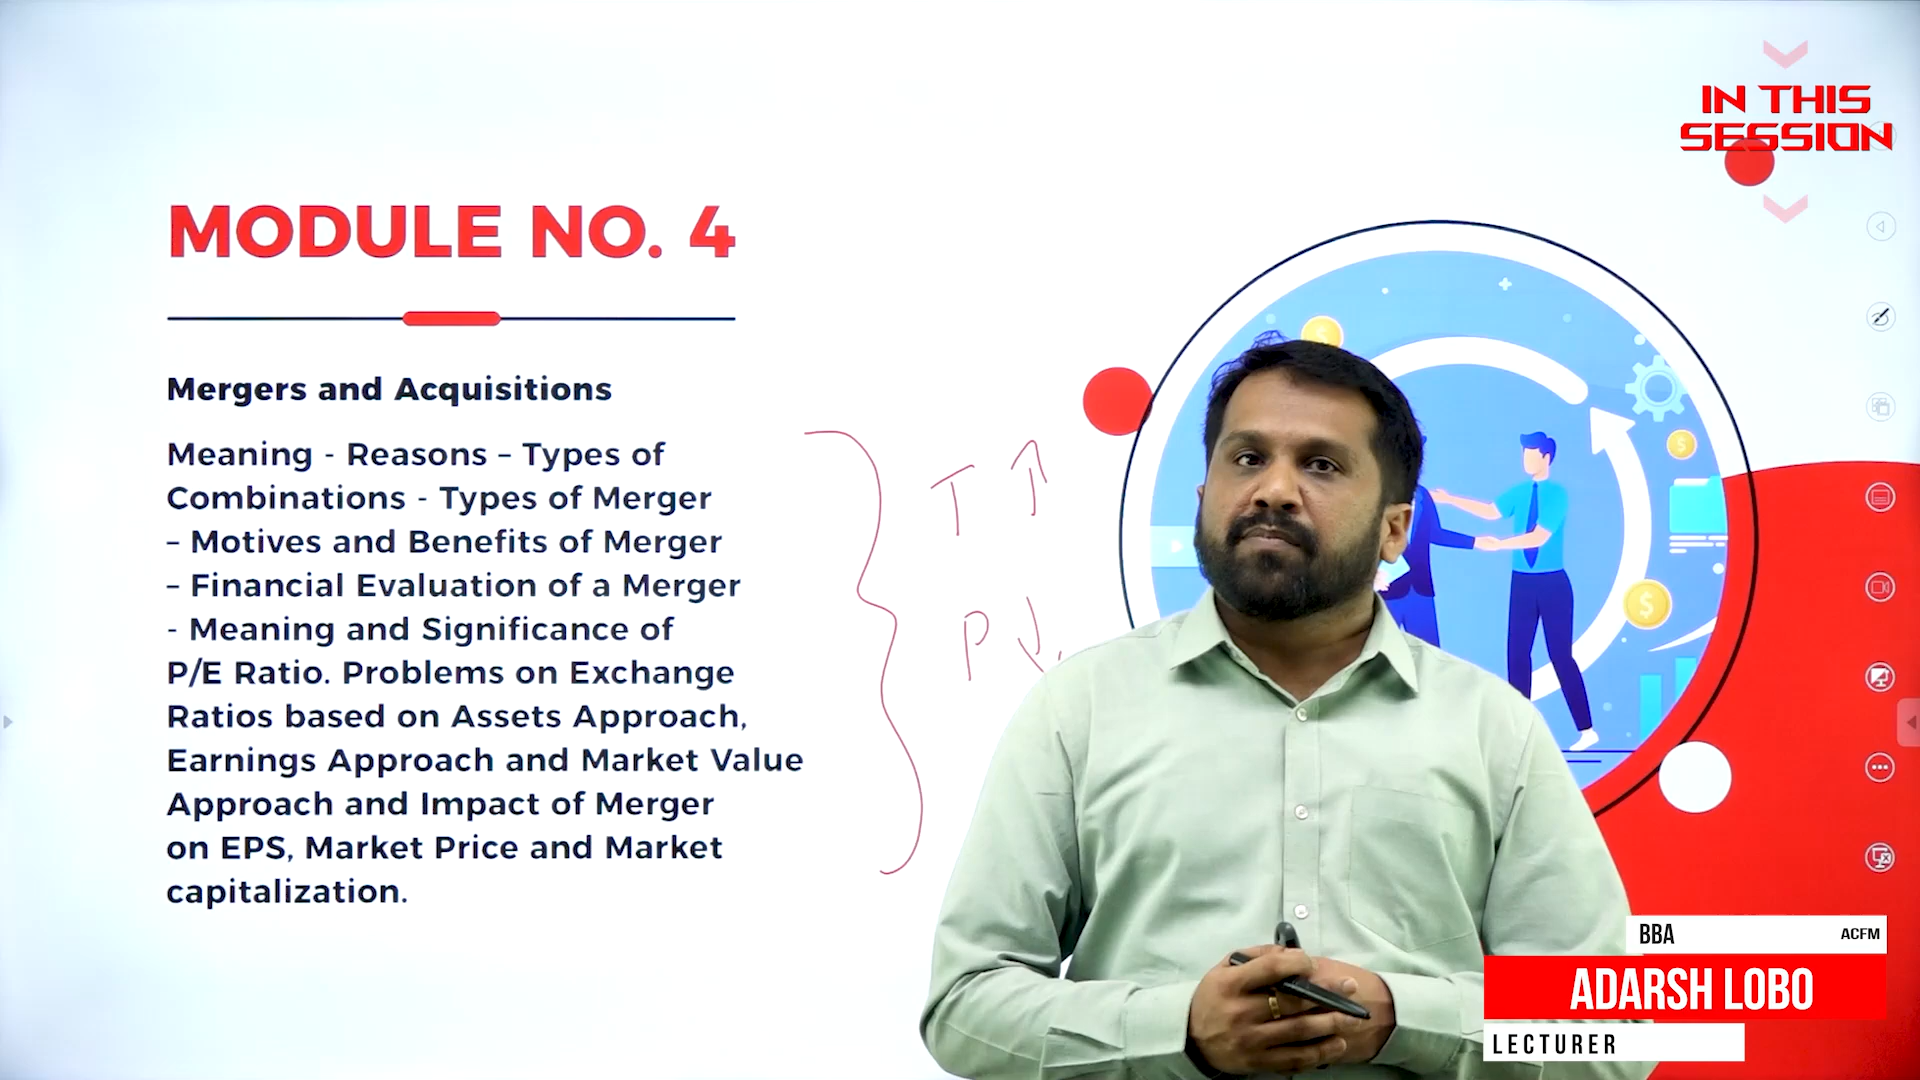 IN THIS
SESSION
MODULE NO. 4
Mergers and Acquisitions
Meaning - Reasons – Types of
Combinations - Types of Merger
– Motives and Benefits of Merger
– Financial Evaluation of a Merger
- Meaning and Significance of
P/E Ratio. Problems on Exchange
Ratios based on Assets Approach,
Earnings Approach and Market Value
Approach and Impact of Merger
on EPS, Market Price and Market
capitalization.
T ↑
P ↓
BBA ACFM
ADARSH LOBO
LECTURER